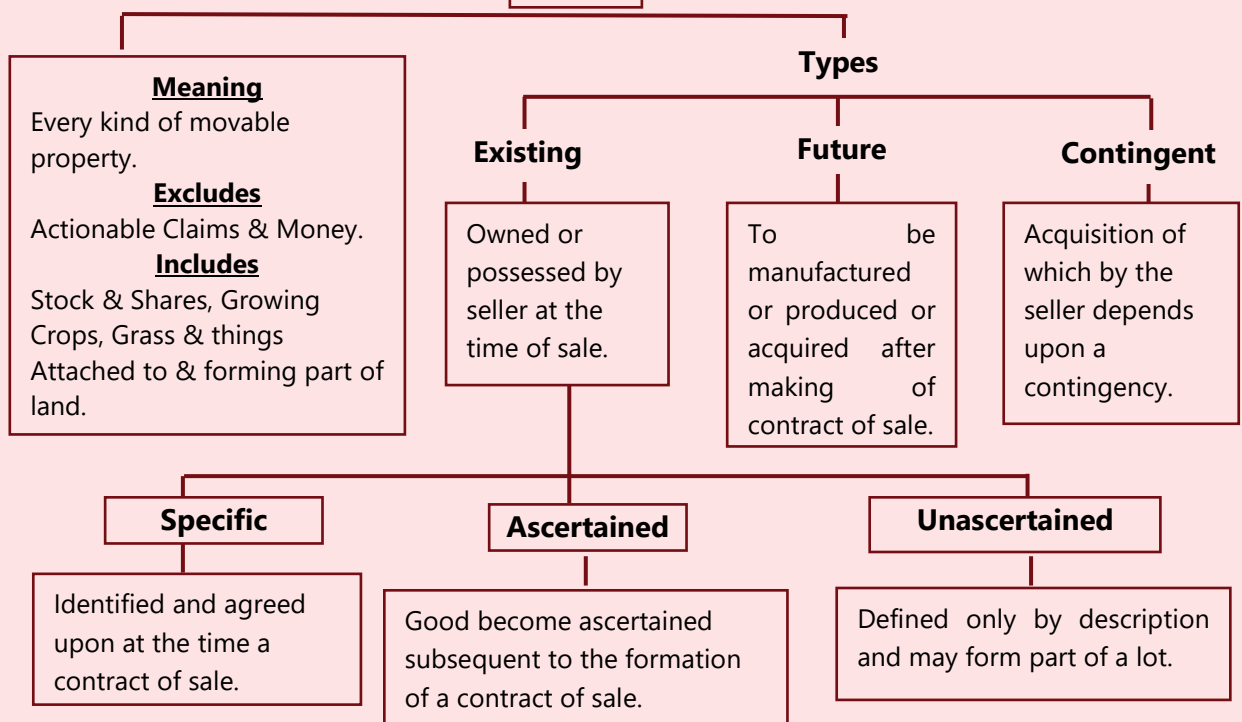 Meaning
Every kind of movable
property.
Excludes
Actionable Claims & Money.
Includes
Stock & Shares, Growing
Crops, Grass & things
Attached to & forming part of
land.
Types
Existing
Owned or
possessed by
seller at the
time of sale.
Future
To be
manufactured
or produced or
acquired after
making of
contract of sale.
Contingent
Acquisition of
which by the
seller depends
upon a
contingency.
Specific
Identified and agreed
upon at the time a
contract of sale.
Ascertained
Good become ascertained
subsequent to the formation
of a contract of sale.
Unascertained
Defined only by description
and may form part of a lot.